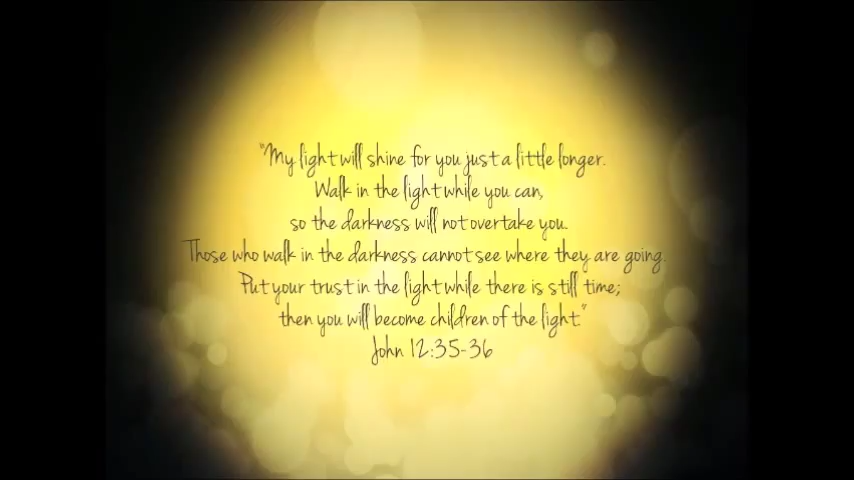 "My light will shine for you just a little longer.
Walk in the light while you can,
so the darkness will not overtake you.
Those who walk in the darkness cannot see where they are going.
Put your trust in the light while there is still time;
then you will become children of the light."
John 12:35-36